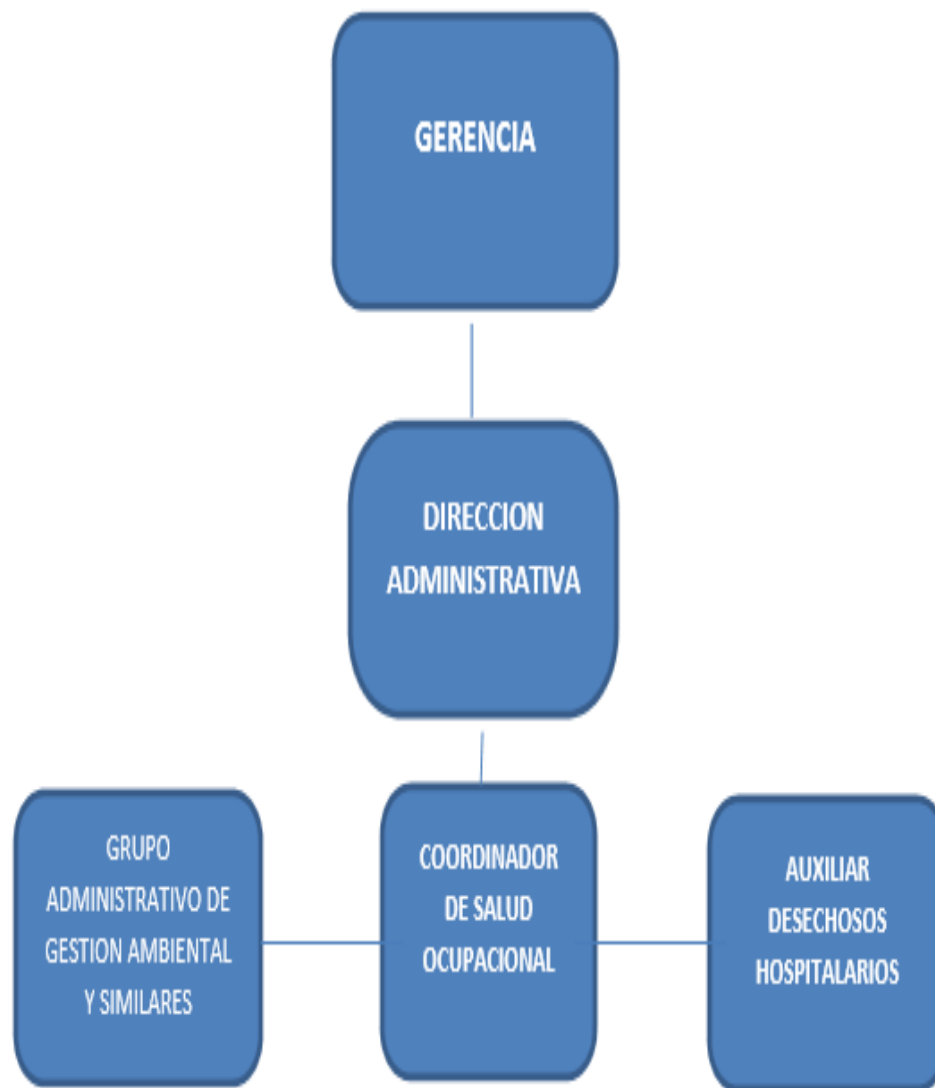 GERENCIA
DIRECCION
ADMINISTRATIVA
GRUPO
ADMINISTRATIVO DE
GESTION AMBIENTAL
Y SIMILARES
COORDINADOR
DE SALUD
OCUPACIONAL
AUXILIAR
DESECHOSOS
HOSPITALARIOS